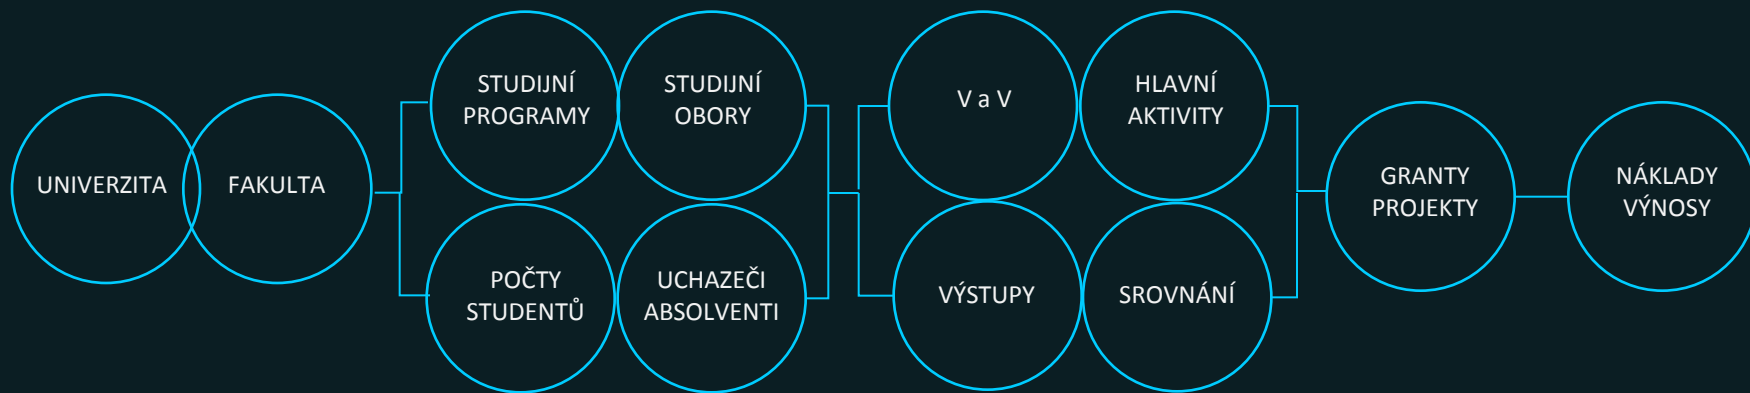 UNIVERZITA
FAKULTA
STUDIJNÍ
PROGRAMY
STUDIJNÍ
OBORY
POČTY
STUDENTŮ
UCHAZEČI
ABSOLVENTI
V a V
HLAVNÍ
AKTIVITY
VÝSTUPY
SROVNÁNÍ
GRANTY
PROJEKTY
NÁKLADY
VÝNOSY